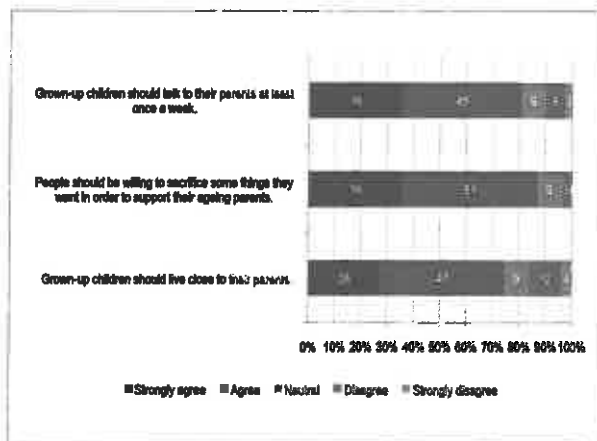 Grown-up children should talk to their parents at least
once a week.
People should be willing to sacrifice some things they
want in order to support their ageing parents.
Grown-up children should live close to their parents.
0% 10% 20% 30% 40% 50% 60% 70% 80% 90% 100%
Strongly agree Agree Neutral Disagree Strongly disagree